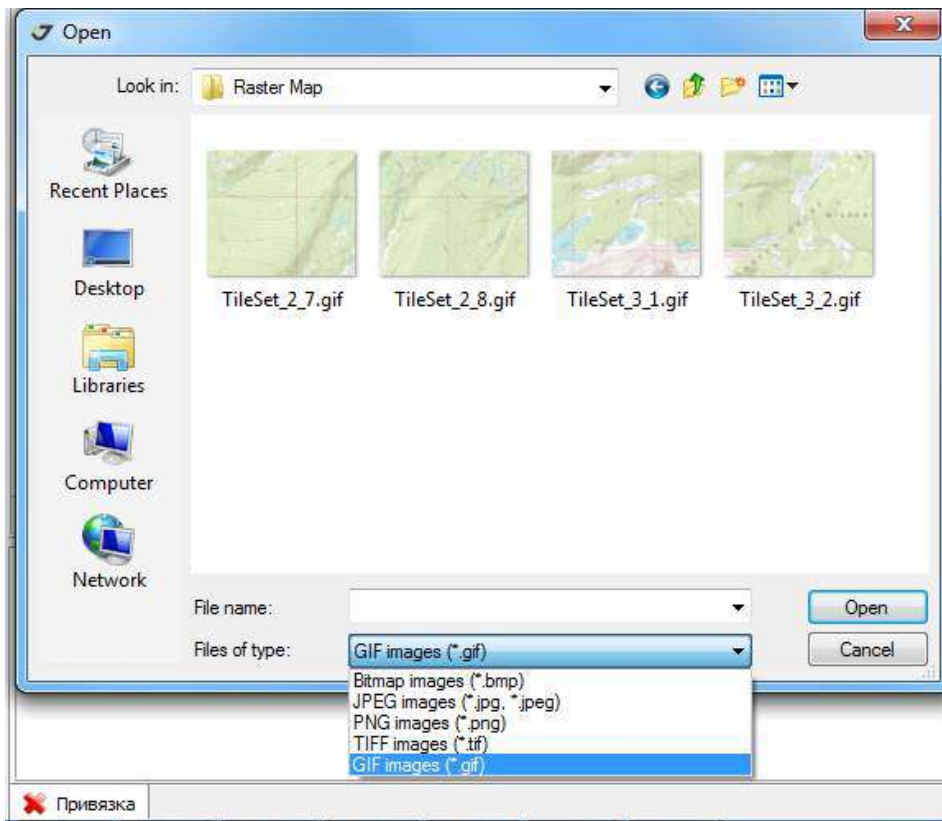 Open
Look in:
Raster Map
Recent Places
Desktop
Libraries
Computer
Network
TileSet_2_7.gif
TileSet_2_8.gif
TileSet_3_1.gif
TileSet_3_2.gif
File name:
Open
Files of type:
GIF images (*.gif)
Cancel
Bitmap images (*.bmp)
JPEG images (*.jpg, *.jpeg)
PNG images (*.png)
TIFF images (*.tif)
GIF images (*.gif)
Привязка